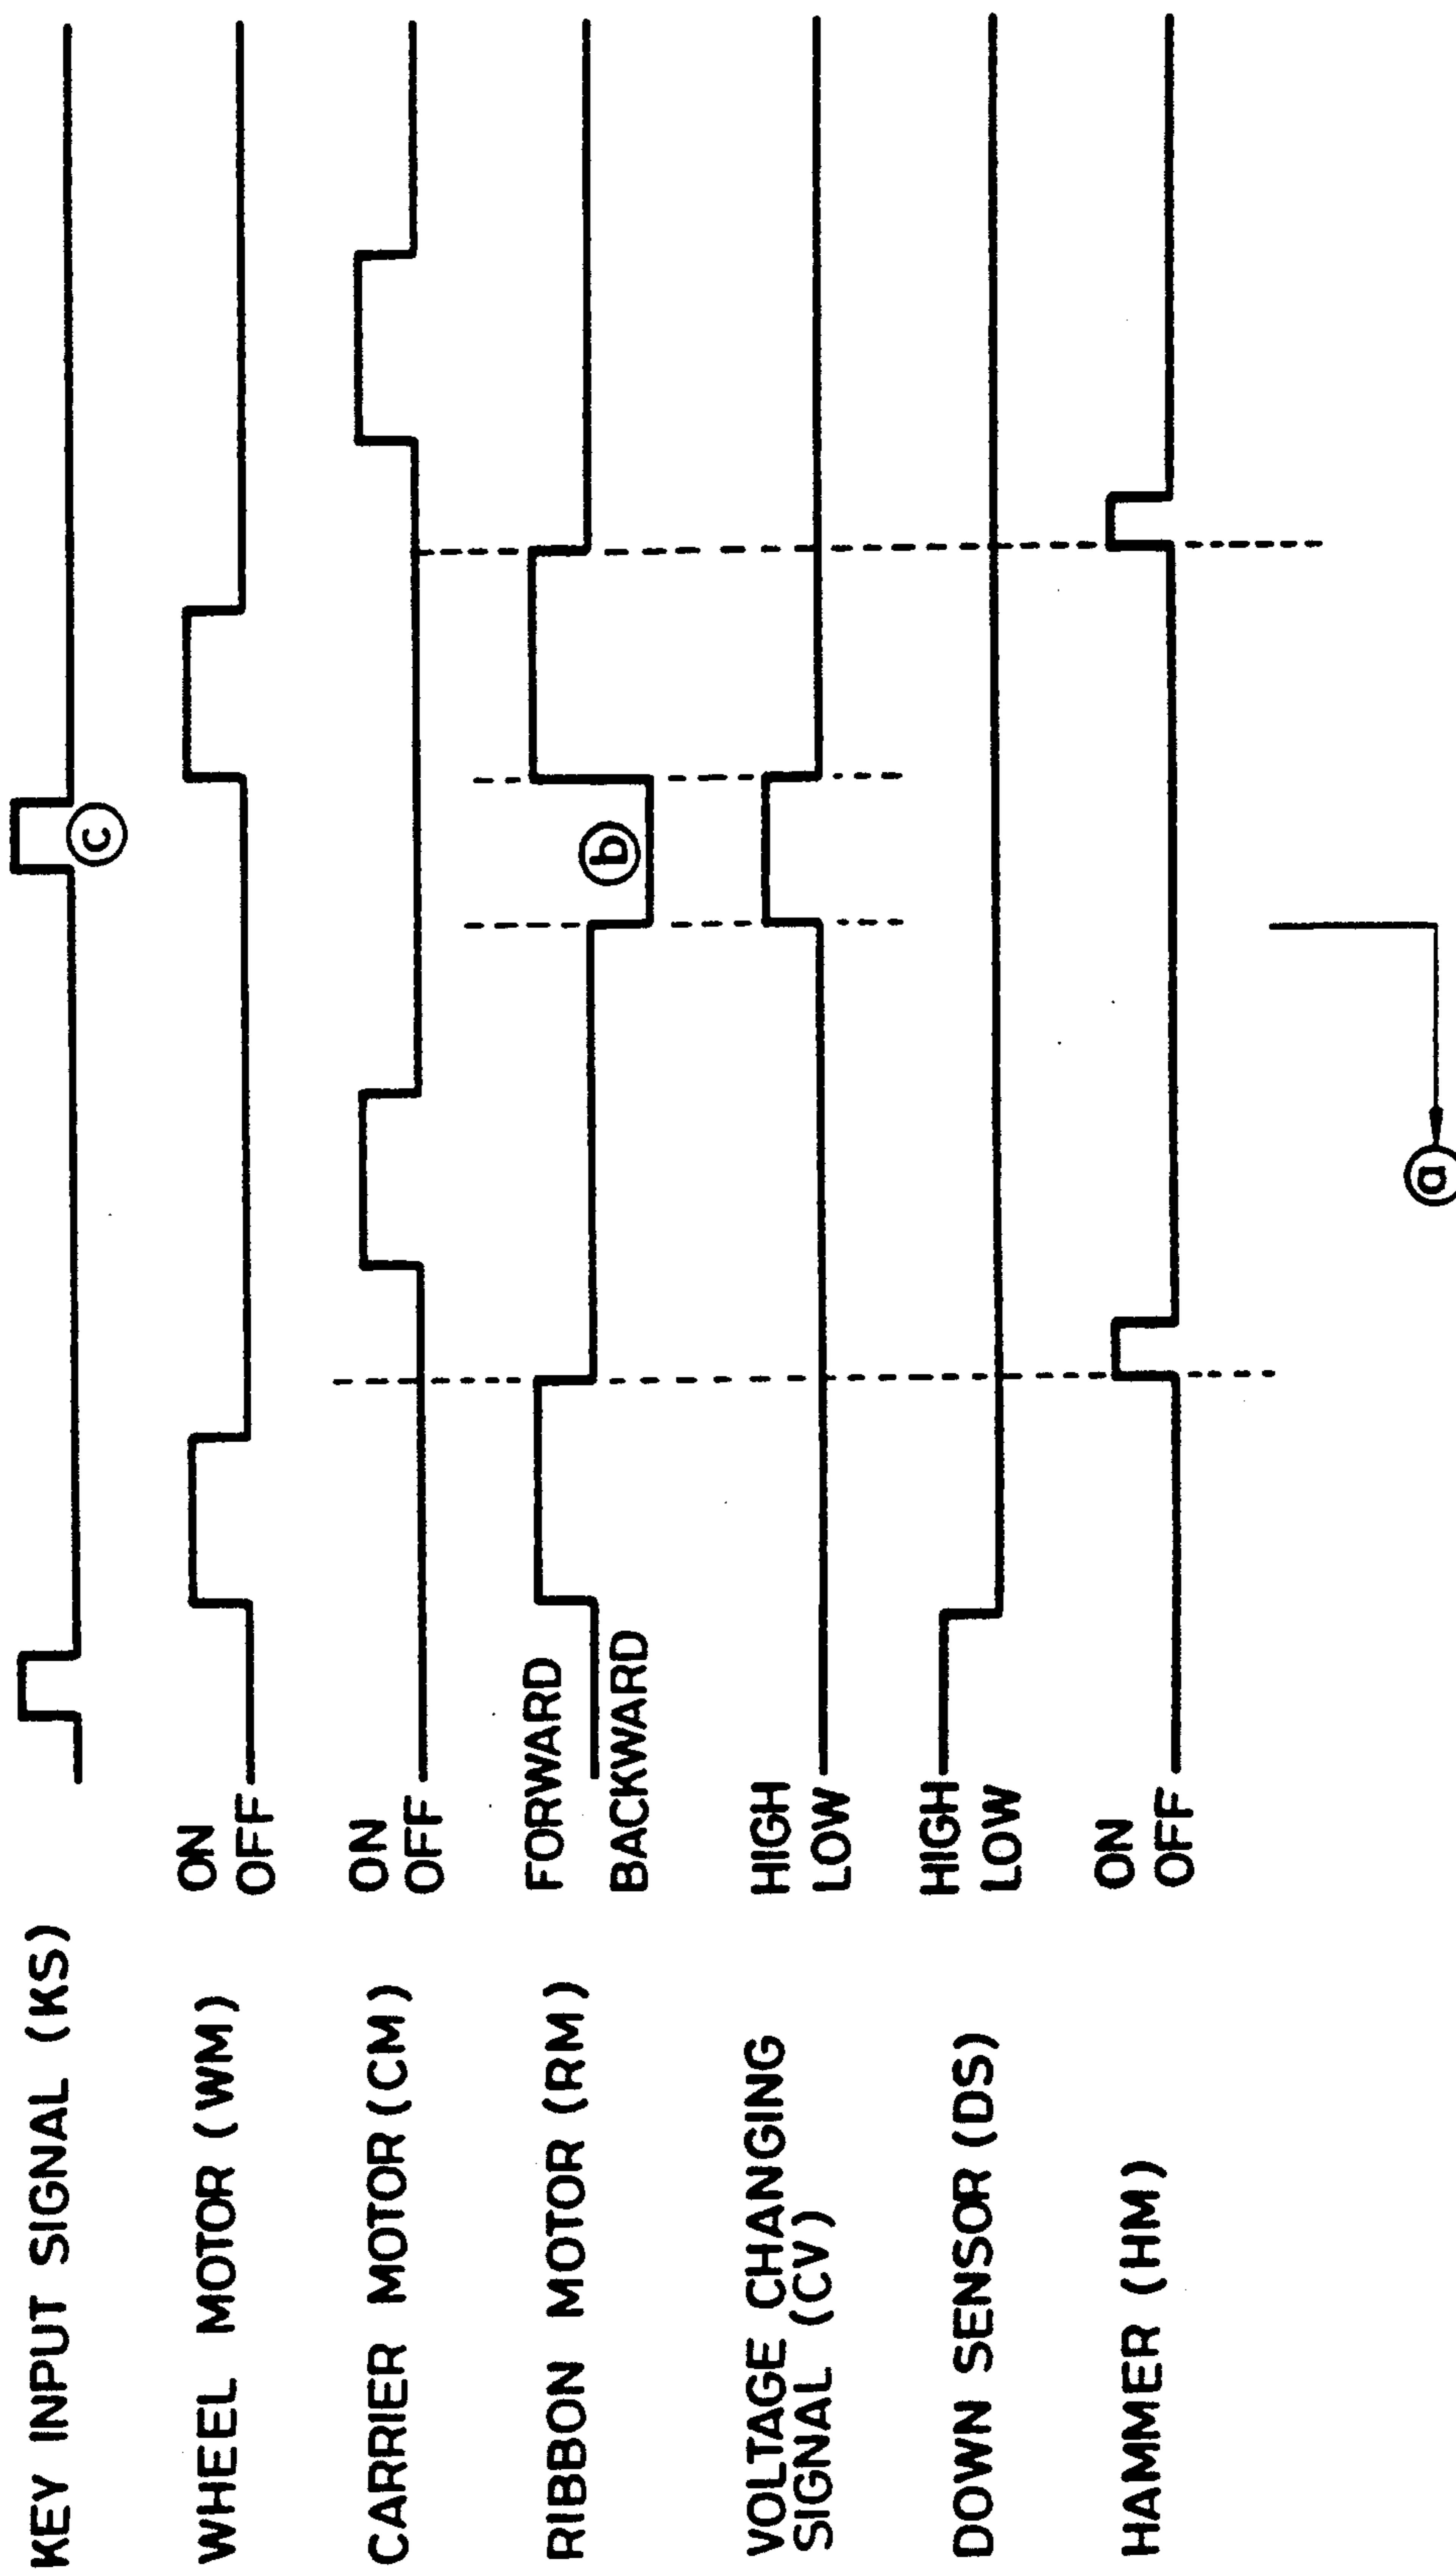 KEY INPUT SIGNAL (KS)
c
WHEEL MOTOR (WM)
ON
OFF
CARRIER MOTOR (CM)
ON
OFF
RIBBON MOTOR (RM)
FORWARD
BACKWARD
b
VOLTAGE CHANGING
SIGNAL (CV)
HIGH
LOW
DOWN SENSOR (DS)
HIGH
LOW
HAMMER (HM)
ON
OFF
a